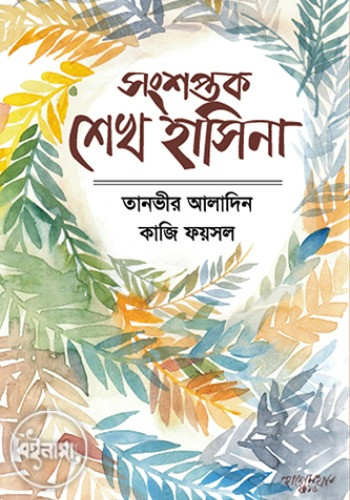 সংশপ্তক
শেখ হাসিনা
তানভীর আলাদিন
কাজি ফয়সল
বইনামা